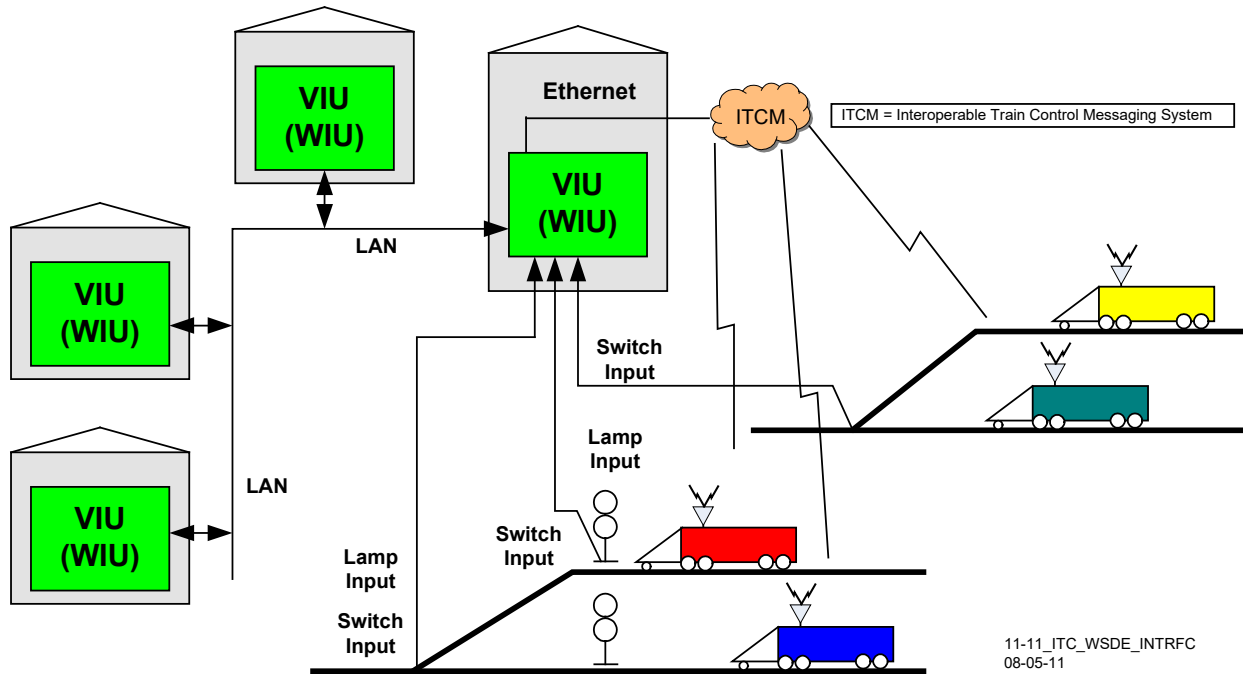 VIU
(WIU)
Ethernet
ITCM
ITCM = Interoperable Train Control Messaging System
VIU
(WIU)
LAN
VIU
(WIU)
Switch
Input
Lamp
Input
LAN
VIU
(WIU)
Switch
Input
Lamp
Input
Switch
Input
11-11_ITC_WSDE_INTRFC
08-05-11